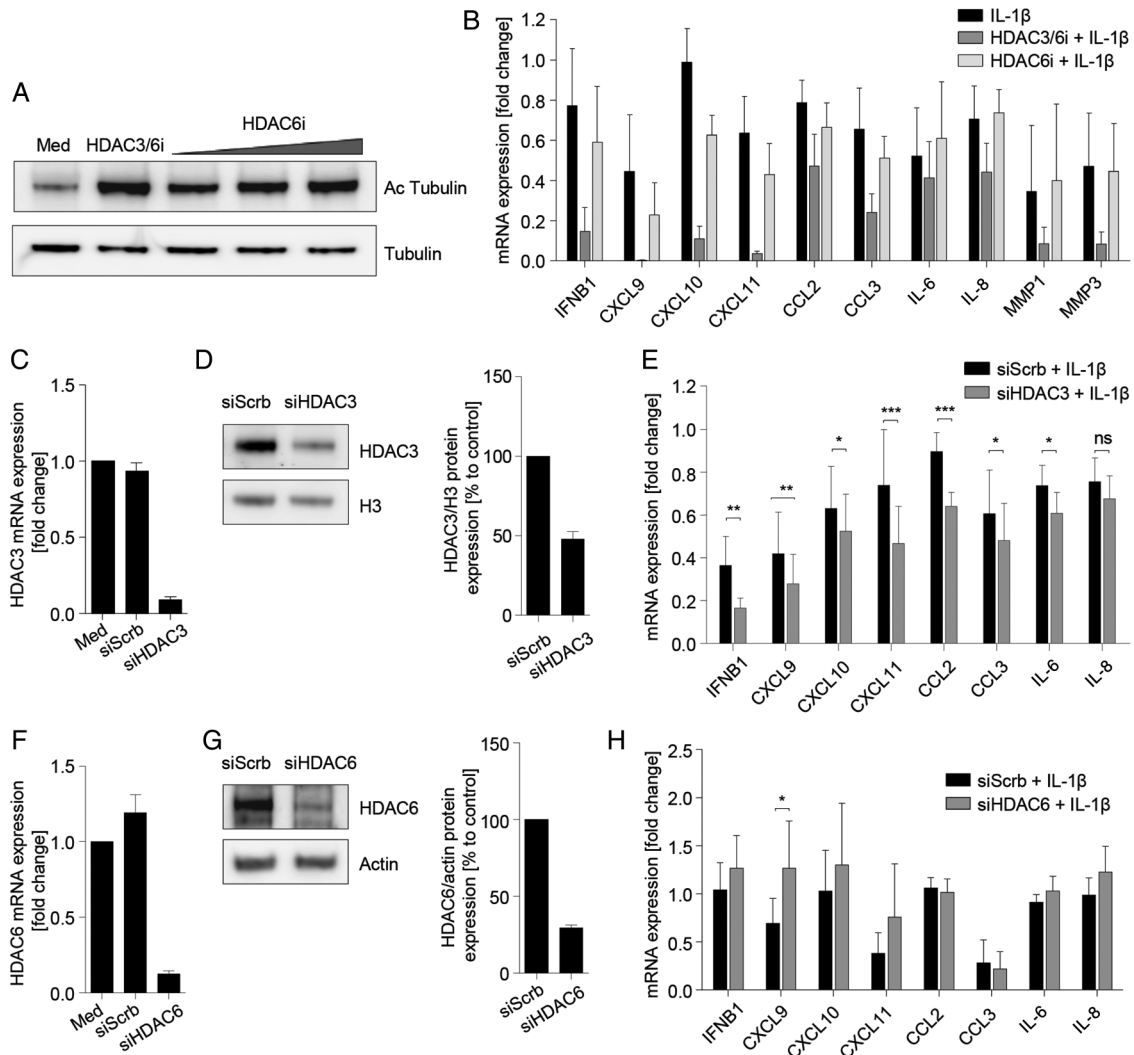 A
Med
HDAC3/6i
HDAC6i
Ac Tubulin
Tubulin
B
mRNA expression [fold change]
1.2
1.0
0.8
0.6
0.4
0.2
0.0
IL-1β
HDAC3/6i + IL-1β
HDAC6i + IL-1β
IFNB1
CXCL9
CXCL10
CXCL11
CCL2
CCL3
IL-6
IL-8
MMP1
MMP3
C
HDAC3 mRNA expression
[fold change]
1.5
1.0
0.5
0.0
Med
siScrb
siHDAC3
D
siScrb
siHDAC3
HDAC3
H3
HDAC3/H3 protein
expression [% to control]
150
100
50
0
siScrb
siHDAC3
E
mRNA expression [fold change]
1.2
1.0
0.8
0.6
0.4
0.2
0.0
siScrb + IL-1β
siHDAC3 + IL-1β
**
**
*
***
***
*
*
ns
IFNB1
CXCL9
CXCL10
CXCL11
CCL2
CCL3
IL-6
IL-8
F
HDAC6 mRNA expression
[fold change]
1.5
1.0
0.5
0.0
Med
siScrb
siHDAC6
G
siScrb
siHDAC6
HDAC6
Actin
HDAC6/actin protein
expression [% to control]
150
100
50
0
siScrb
siHDAC6
H
mRNA expression [fold change]
2.5
2.0
1.5
1.0
0.5
0.0
siScrb + IL-1β
siHDAC6 + IL-1β
*
IFNB1
CXCL9
CXCL10
CXCL11
CCL2
CCL3
IL-6
IL-8